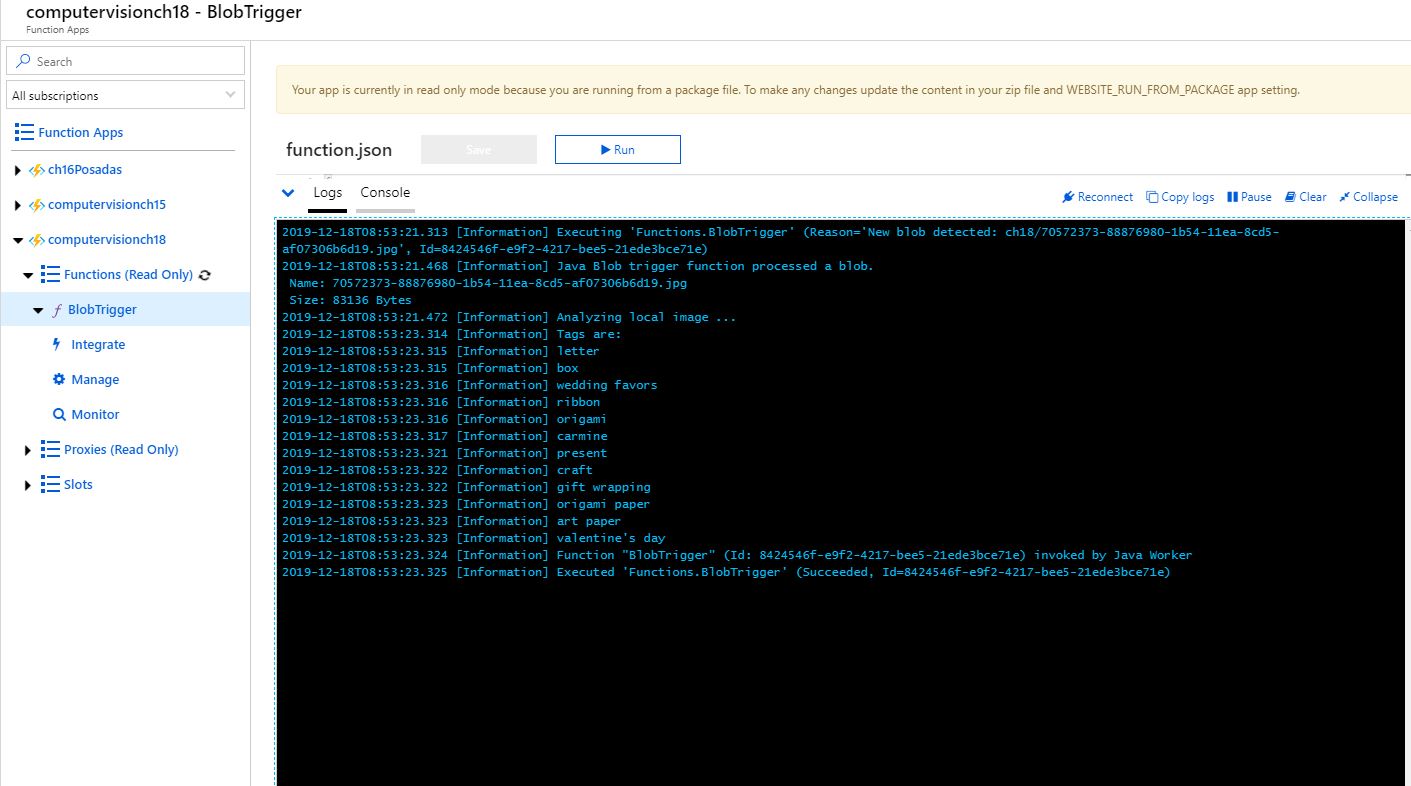 computervisionch18 - BlobTrigger
Function Apps
Search
All subscriptions
Function Apps
ch16Posadas
computervisionch15
computervisionch18
Functions (Read Only)
f BlobTrigger
Integrate
Manage
Monitor
Proxies (Read Only)
Slots
Your app is currently in read only mode because you are running from a package file. To make any changes update the content in your zip file and WEBSITE_RUN_FROM_PACKAGE app setting.
function.json
Save
Run
Logs
Console
Reconnect
Copy logs
Pause
Clear
Collapse
2019-12-18T08:53:21.313 [Information] Executing 'Functions.BlobTrigger' (Reason='New blob detected: ch18/70572373-88876980-1b54-11ea-8cd5-
af07306b6d19.jpg', Id=8424546f-e9f2-4217-bee5-21ede3bce71e)
2019-12-18T08:53:21.468 [Information] Java Blob trigger function processed a blob.
Name: 70572373-88876980-1b54-11ea-8cd5-af07306b6d19.jpg
Size: 83136 Bytes
2019-12-18T08:53:21.472 [Information] Analyzing local image ...
2019-12-18T08:53:23.314 [Information] Tags are:
2019-12-18T08:53:23.315 [Information] letter
2019-12-18T08:53:23.315 [Information] box
2019-12-18T08:53:23.316 [Information] wedding favors
2019-12-18T08:53:23.316 [Information] ribbon
2019-12-18T08:53:23.316 [Information] origami
2019-12-18T08:53:23.317 [Information] carmine
2019-12-18T08:53:23.321 [Information] present
2019-12-18T08:53:23.322 [Information] craft
2019-12-18T08:53:23.322 [Information] gift wrapping
2019-12-18T08:53:23.323 [Information] origami paper
2019-12-18T08:53:23.323 [Information] art paper
2019-12-18T08:53:23.323 [Information] valentine's day
2019-12-18T08:53:23.324 [Information] Function "BlobTrigger" (Id: 8424546f-e9f2-4217-bee5-21ede3bce71e) invoked by Java Worker
2019-12-18T08:53:23.325 [Information] Executed 'Functions.BlobTrigger' (Succeeded, Id=8424546f-e9f2-4217-bee5-21ede3bce71e)